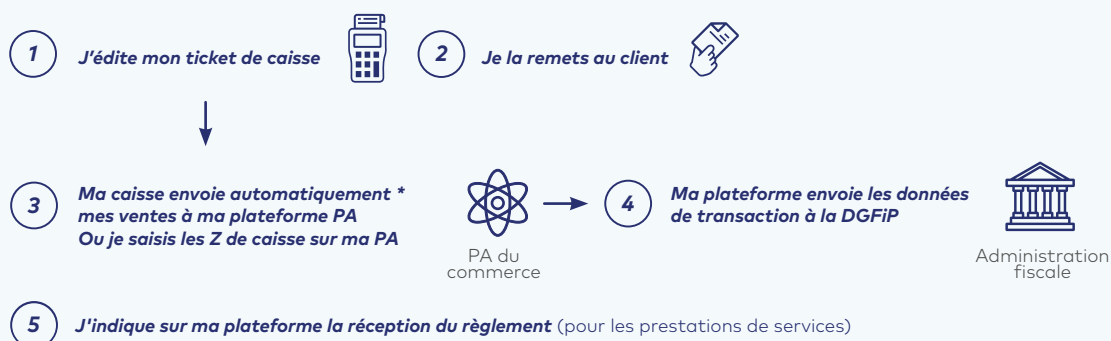 1 J'édite mon ticket de caisse
2 Je la remets au client
3 Ma caisse envoie automatiquement *
mes ventes à ma plateforme PA
Ou je saisis les Z de caisse sur ma PA
PA du
commerce
4 Ma plateforme envoie les données
de transaction à la DGFiP
Administration
fiscale
5 J'indique sur ma plateforme la réception du règlement (pour les prestations de services)